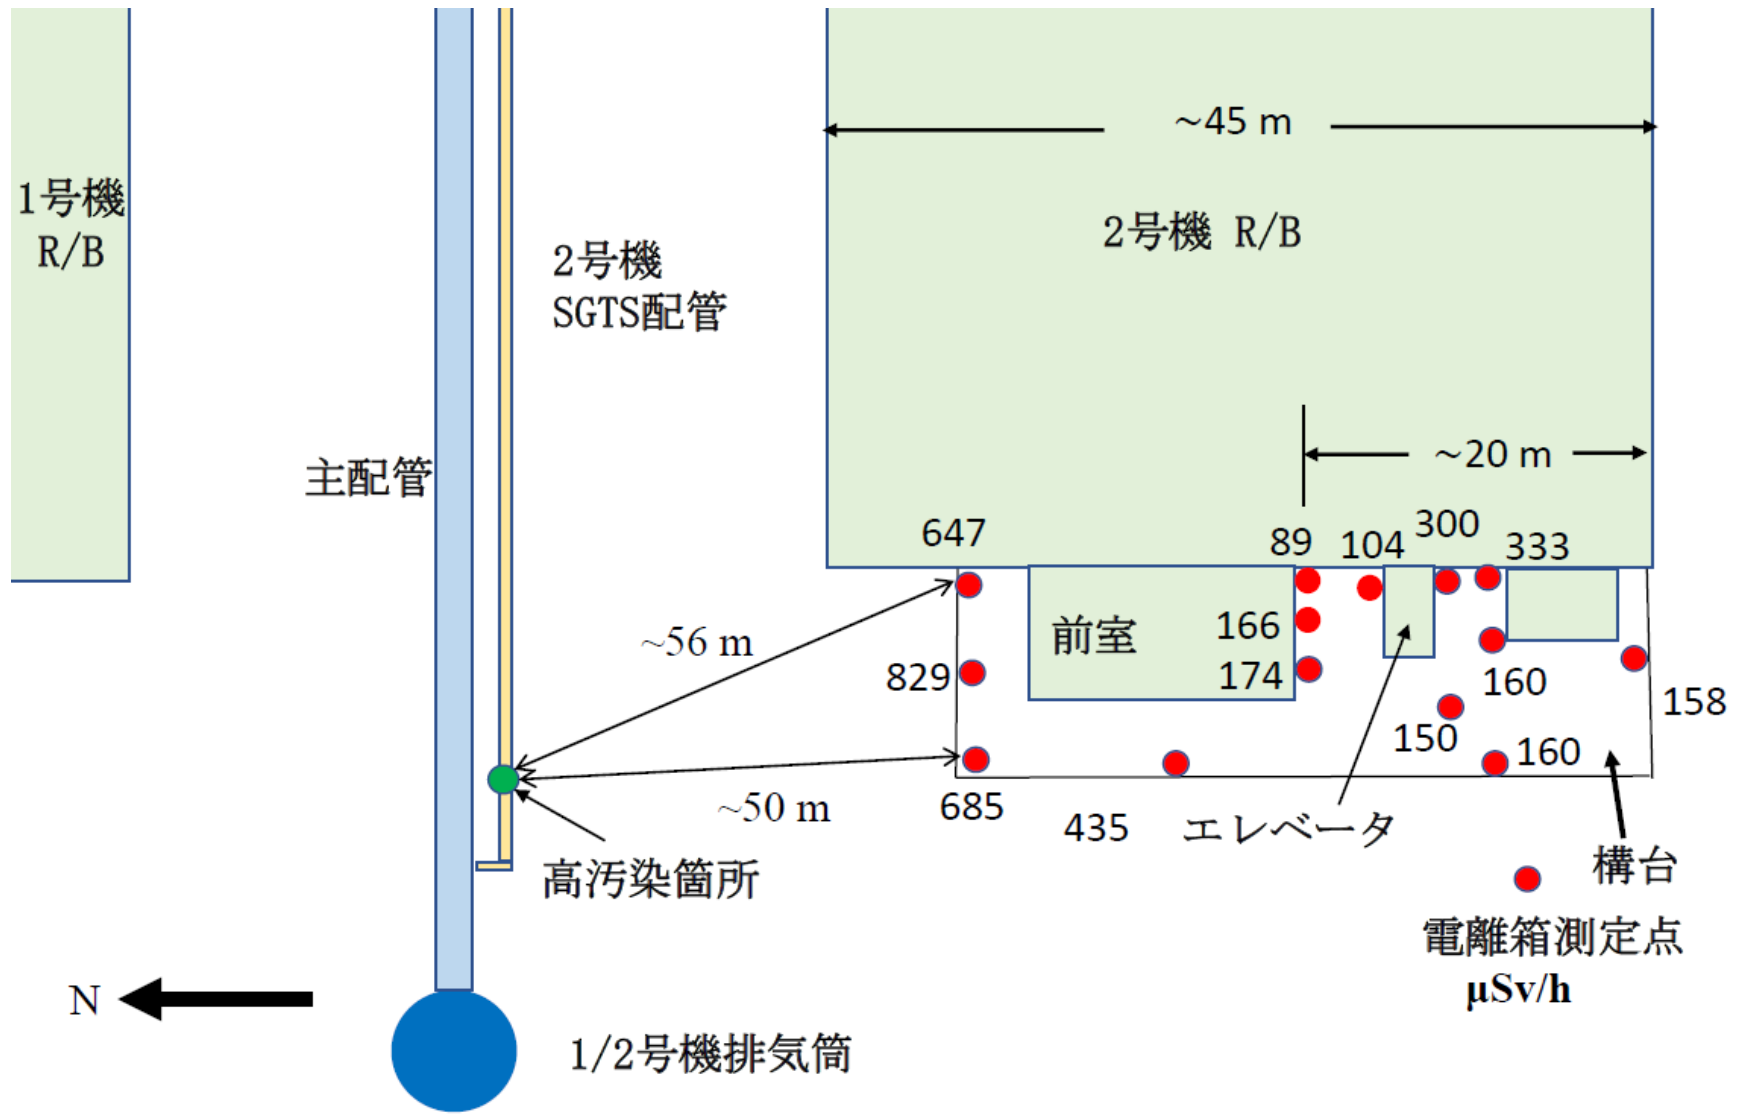 ~45 m
1号機
R/B
2号機 R/B
2号機
SGTS配管
主配管
~20 m
647
89
104
300
333
~56 m
前室
166
829
174
160
158
150
160
~50 m
685
435
エレベータ
高汚染箇所
構台
電離箱測定点
μSv/h
N
1/2号機排気筒